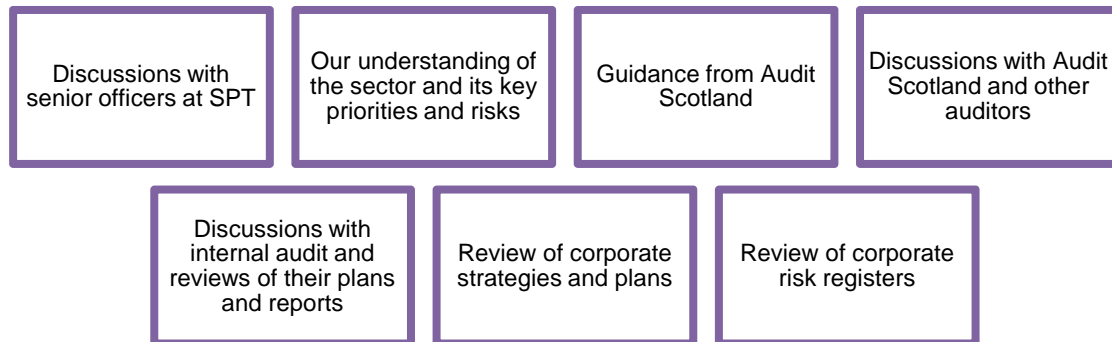 Discussions with
senior officers at SPT
Our understanding of
the sector and its key
priorities and risks
Guidance from Audit
Scotland
Discussions with Audit
Scotland and other
auditors
Discussions with
internal audit and
reviews of their plans
and reports
Review of corporate
strategies and plans
Review of corporate
risk registers